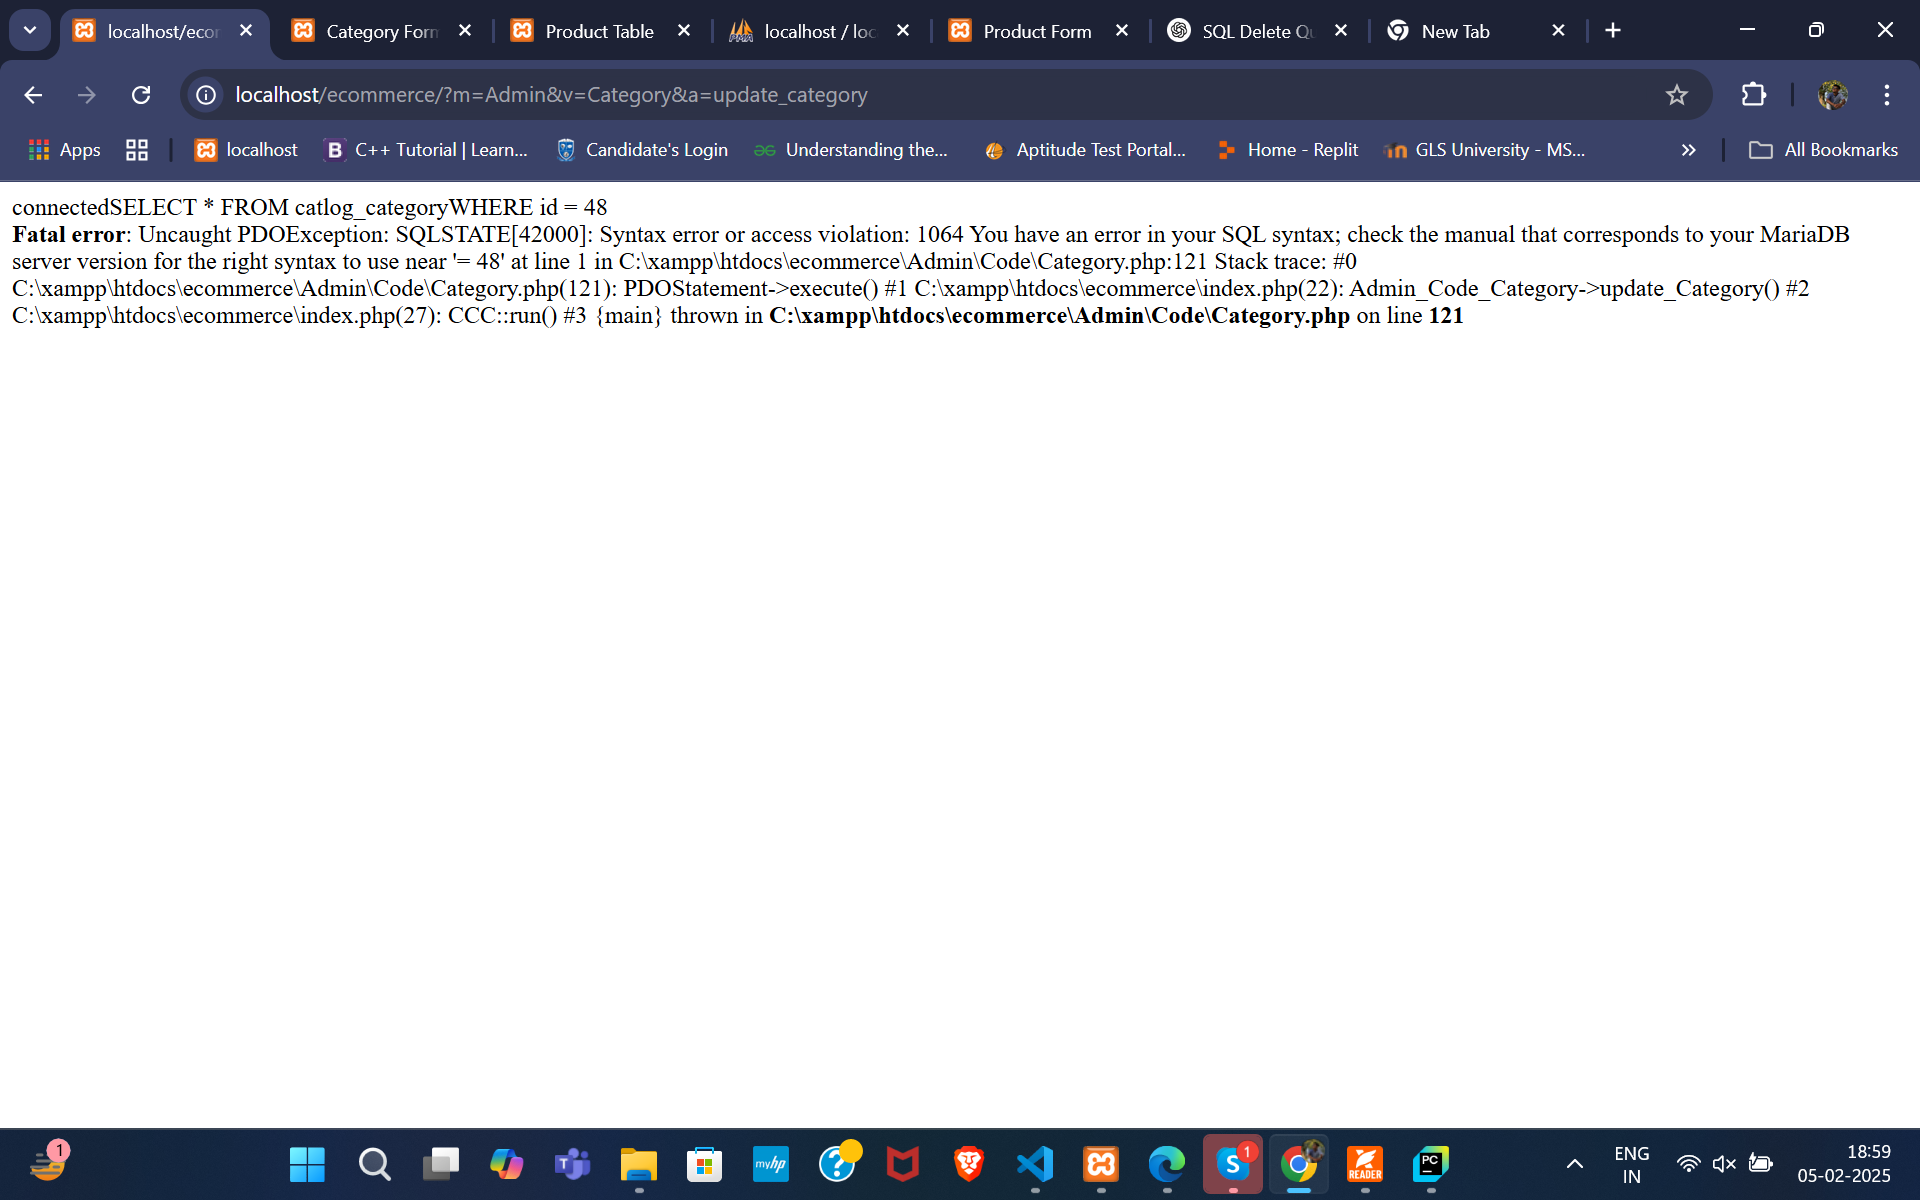 localhost/ecor
Category Form
Product Table
localhost / loc
Product Form
SQL Delete Qu
New Tab
localhost/ecommerce/?m=Admin&v=Category&a=update_category
Apps
localhost
B
C++ Tutorial | Learn...
Candidate's Login
Understanding the...
Aptitude Test Portal...
Home - Replit
GLS University - MS...
»
All Bookmarks
connectedSELECT * FROM catlog_categoryWHERE id = 48
Fatal error: Uncaught PDOException: SQLSTATE[42000]: Syntax error or access violation: 1064 You have an error in your SQL syntax; check the manual that corresponds to your MariaDB
server version for the right syntax to use near '= 48' at line 1 in C:\xampp\htdocs\ecommerce\Admin\Code\Category.php:121 Stack trace: #0
C:\xampp\htdocs\ecommerce\Admin\Code\Category.php(121): PDOStatement->execute() #1 C:\xampp\htdocs\ecommerce\index.php(22): Admin_Code_Category->update_Category() #2
C:\xampp\htdocs\ecommerce\index.php(27): CCC::run() #3 {main} thrown in C:\xampp\htdocs\ecommerce\Admin\Code\Category.php on line 121
1
myhp
S 1
READER
PC
ENG
IN
18:59
05-02-2025